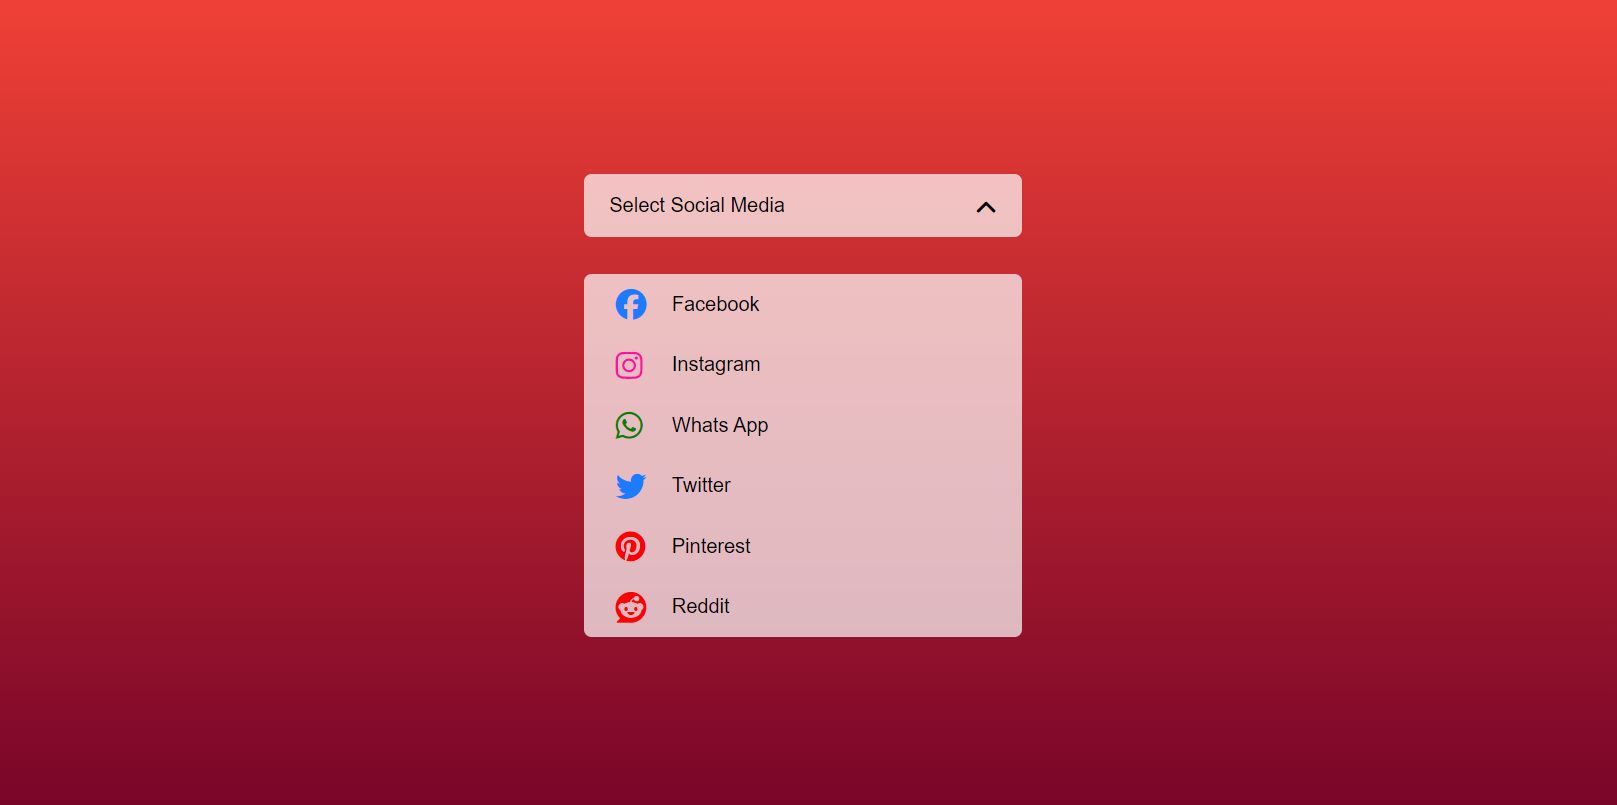 Select Social Media
Facebook
Instagram
Whats App
Twitter
Pinterest
Reddit